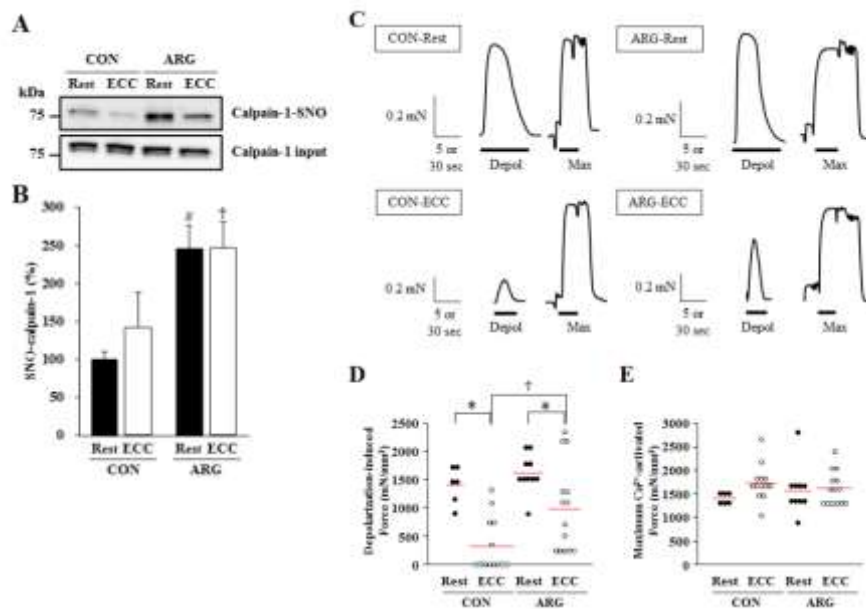 A
CON ARG
Rest ECC Rest ECC
kDa
75
Calpain-1-SNO
75
Calpain-1 input
B
SNO-calpain-1 (%)
300
250
200
150
100
50
0
# †
Rest ECC Rest ECC
CON ARG
C
CON-Rest
0.2 mN
5 or
30 sec
Depol Max
ARG-Rest
0.2 mN
5 or
30 sec
Depol Max
CON-ECC
0.2 mN
5 or
30 sec
Depol Max
ARG-ECC
0.2 mN
5 or
30 sec
Depol Max
D
Depolarization-induced
Force (mN/mm²)
2500
2000
1500
1000
500
0
* † *
Rest ECC Rest ECC
CON ARG
E
Maximum Ca²⁺-activated
Force (mN/mm²)
3000
2500
2000
1500
1000
500
0
Rest ECC Rest ECC
CON ARG